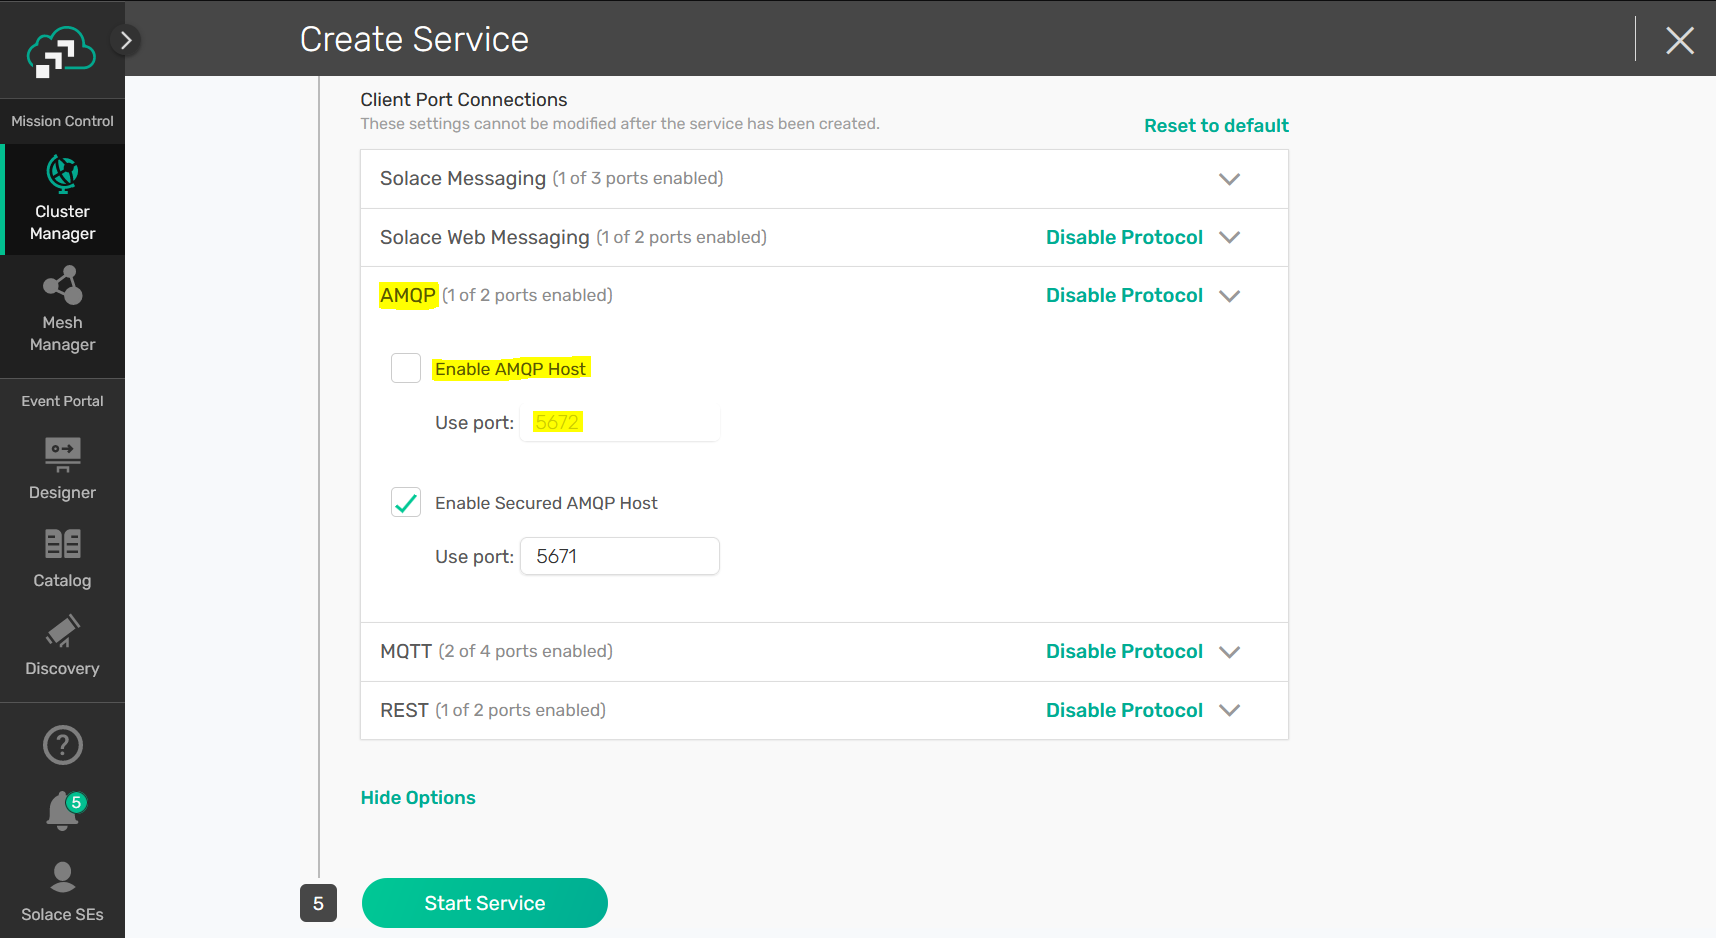 Create Service
Mission Control
Cluster
Manager
Mesh
Manager
Event Portal
Designer
Catalog
Discovery
5
Solace SEs
Client Port Connections
These settings cannot be modified after the service has been created.
Reset to default
Solace Messaging (1 of 3 ports enabled)
Solace Web Messaging (1 of 2 ports enabled) Disable Protocol
AMQP (1 of 2 ports enabled) Disable Protocol
Enable AMQP Host
Use port: 5672
Enable Secured AMQP Host
Use port: 5671
MQTT (2 of 4 ports enabled) Disable Protocol
REST (1 of 2 ports enabled) Disable Protocol
Hide Options
5 Start Service